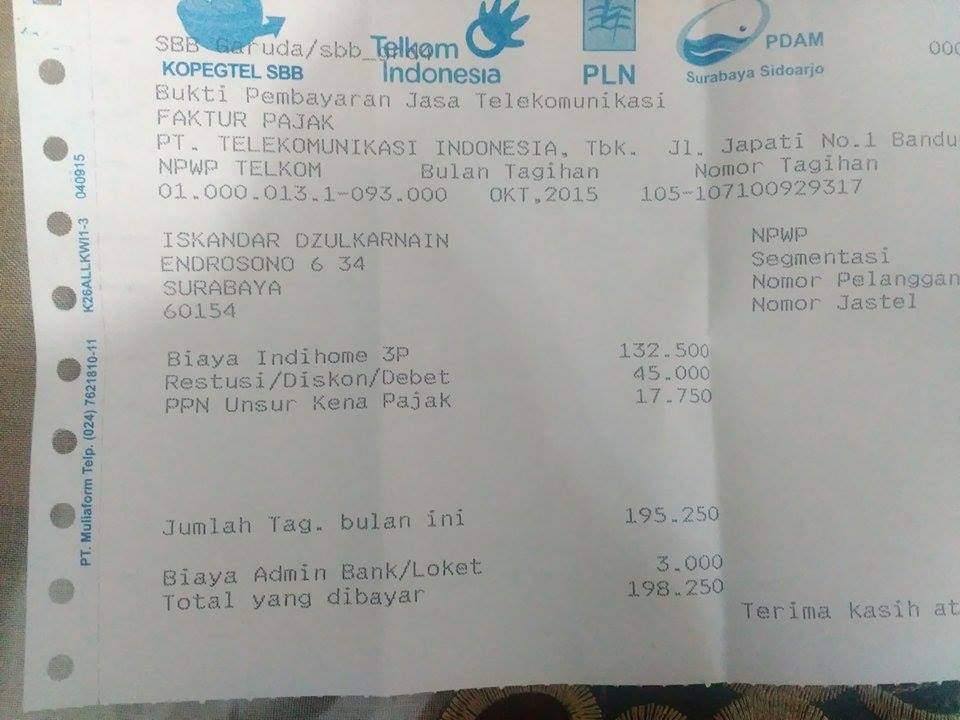 SBB Garuda/sbb_
KOPEGTEL SBB
Telkom
Indonesia
PLN
PDAM
Surabaya Sidoarjo
000
Bukti Pembayaran Jasa Telekomunikasi
FAKTUR PAJAK
PT. TELEKOMUNIKASI INDONESIA, Tbk. Jl. Japati No.1 Bandu
NPWP TELKOM Bulan Tagihan Nomor Tagihan
01.000.013.1-093.000 OKT,2015 105-107100929317
ISKANDAR DZULKARNAIN
ENDROSONO 6 34
SURABAYA
60154
NPWP
Segmentasi
Nomor Pelanggan
Nomor Jastel
Biaya Indihome 3P 132.500
Restusi/Diskon/Debet 45.000
PPN Unsur Kena Pajak 17.750
Jumlah Tag. bulan ini 195.250
Biaya Admin Bank/Loket 3.000
Total yang dibayar 198.250
Terima kasih at
PT. Muliaform Telp. (024) 7621810-11 K26ALLKWI1-3 040915